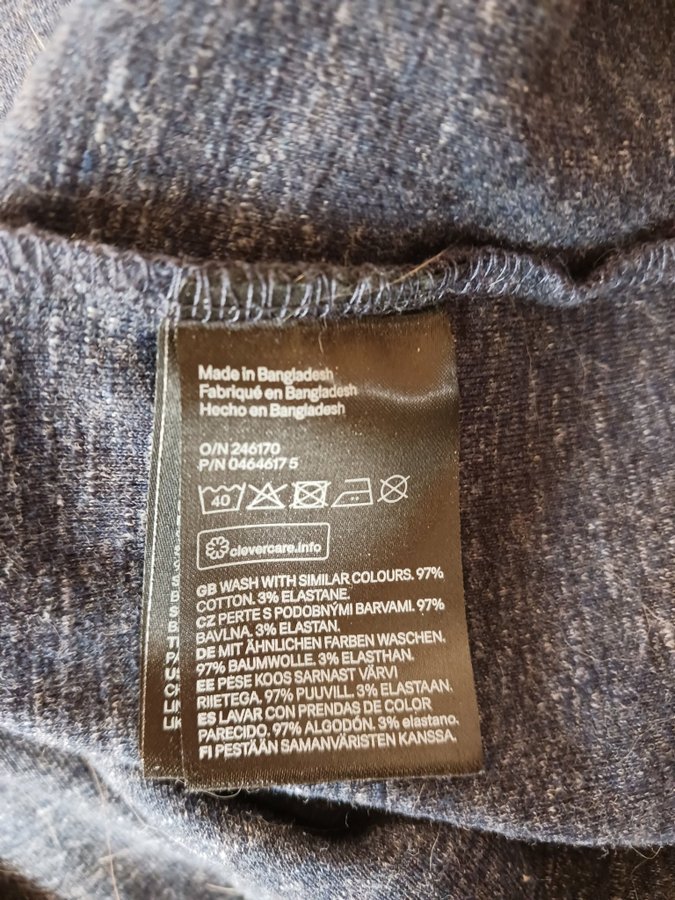 Made in Bangladesh
Fabriqué en Bangladesh
Hecho en Bangladesh
O/N 246170
P/N 0464617 5
40
clevercare.info
GB WASH WITH SIMILAR COLOURS. 97%
COTTON. 3% ELASTANE.
CZ PERTE S PODOBNÝMI BARVAMI. 97%
BAVLNA. 3% ELASTAN.
DE MIT ÄHNLICHEN FARBEN WASCHEN.
97% BAUMWOLLE. 3% ELASTHAN.
EE PESE KOOS SARNAST VÄRVI
RIIETEGA. 97% PUUVILL. 3% ELASTAAN.
ES LAVAR CON PRENDAS DE COLOR
PARECIDO. 97% ALGODÓN. 3% elastano.
FI PESTÄÄN SAMANVÄRISTEN KANSSA.